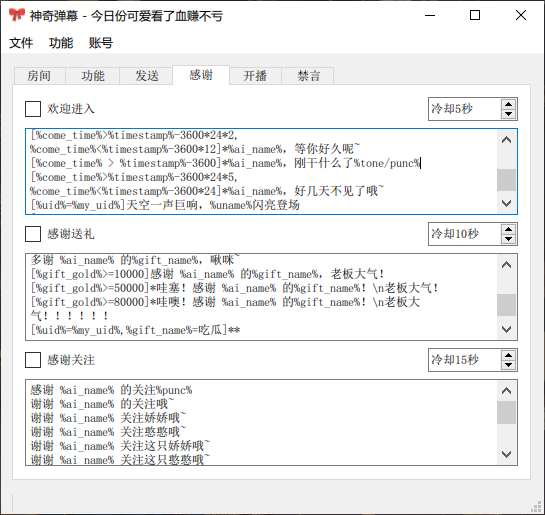 神奇弹幕 - 今日份可爱看了血赚不亏
文件 功能 账号
房间 功能 发送 感谢 开播 禁言
欢迎进入 冷却5秒
[%come_time%>%timestamp%-3600*24*2,
%come_time%<%timestamp%-3600*12]*%ai_name%，等你好久呢~
[%come_time% > %timestamp%-3600]*%ai_name%，刚干什么了%tone/punc%
[%come_time%>%timestamp%-3600*24*5,
%come_time%<%timestamp%-3600*24]*%ai_name%，好几天不见了哦~
[%uid%=%my_uid%]天空一声巨响，%uname%闪亮登场
感谢送礼 冷却10秒
多谢 %ai_name% 的%gift_name%，啾咪~
[%gift_gold%>=10000]感谢 %ai_name% 的%gift_name%，老板大气！
[%gift_gold%>=50000]*哇塞！感谢 %ai_name% 的%gift_name%！\n老板大气！
[%gift_gold%>=80000]*哇噢！感谢 %ai_name% 的%gift_name%！\n老板大
气！！！！！！
[%uid%=%my_uid%,%gift_name%=吃瓜]**
感谢关注 冷却15秒
感谢 %ai_name% 的关注%punc%
谢谢 %ai_name% 的关注哦~
谢谢 %ai_name% 关注娇娇哦~
谢谢 %ai_name% 关注憨憨哦~
谢谢 %ai_name% 关注这只娇娇哦~
谢谢 %ai_name% 关注这只憨憨哦~